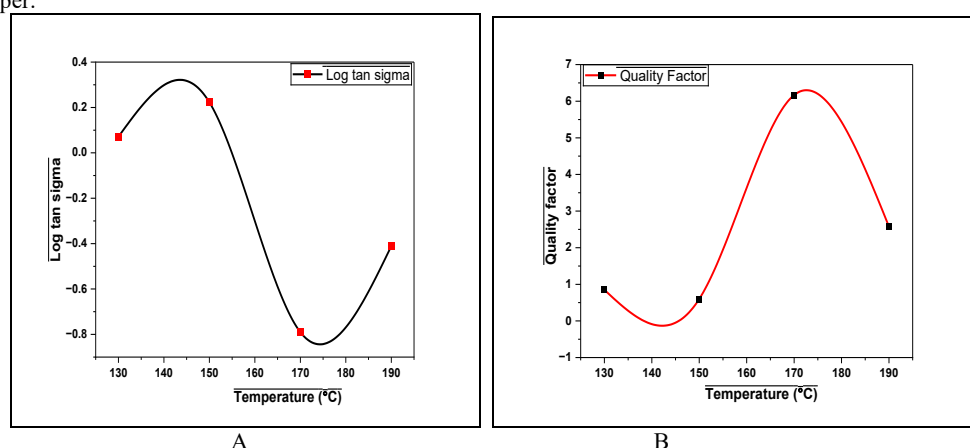 per.
Log tan sigma
0.4
0.2
0.0
−0.4
−0.6
−0.8
Log tan sigma
130 140 150 160 170 180 190
Temperature (°C)
A
Quality Factor
7
6
5
4
3
2
1
0
−1
Quality factor
130 140 150 160 170 180 190
Temperature (°C)
B